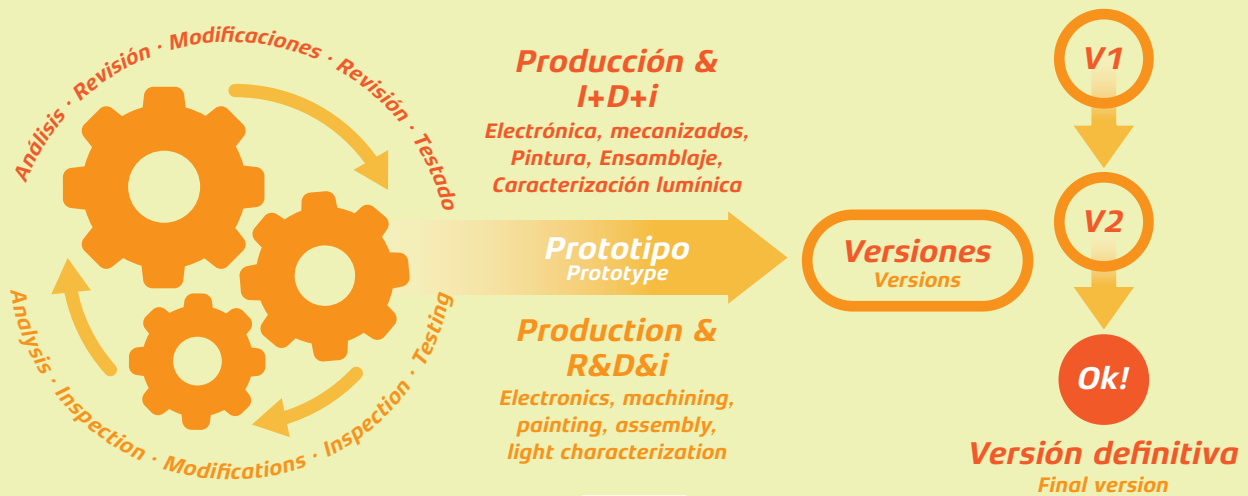 Análisis · Revisión · Modificaciones · Revisión · Testado
Analysis · Inspection · Modifications · Inspection · Testing
Producción &
I+D+i
Electrónica, mecanizados,
Pintura, Ensamblaje,
Caracterización lumínica
Prototipo
Prototype
Production &
R&D&i
Electronics, machining,
painting, assembly,
light characterization
Versiones
Versions
V1
V2
Ok!
Versión definitiva
Final version